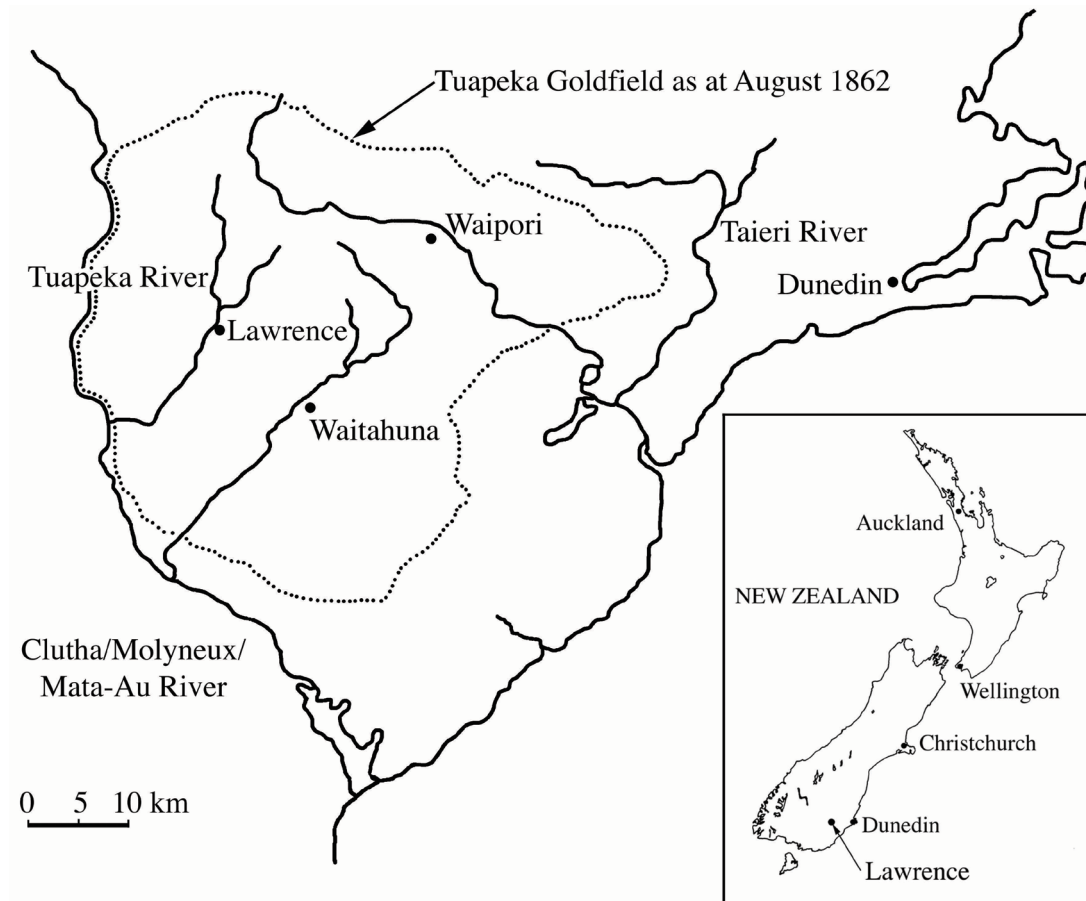 Tuapeka Goldfield as at August 1862
Waipori
Taieri River
Tuapeka River
Dunedin
Lawrence
Waitahuna
Clutha/Molyneux/
Mata-Au River
0 5 10 km
Auckland
NEW ZEALAND
Wellington
Christchurch
Dunedin
Lawrence